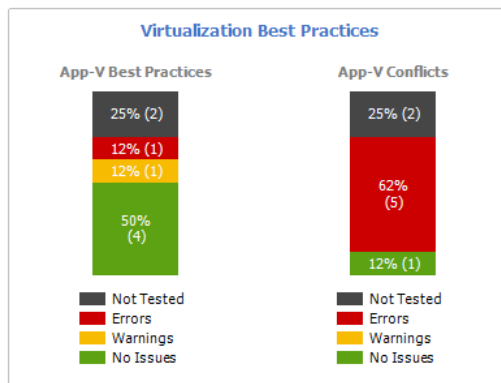 Virtualization Best Practices
App-V Best Practices
25% (2)
12% (1)
12% (1)
50%
(4)
Not Tested
Errors
Warnings
No Issues
App-V Conflicts
25% (2)
62%
(5)
12% (1)
Not Tested
Errors
Warnings
No Issues